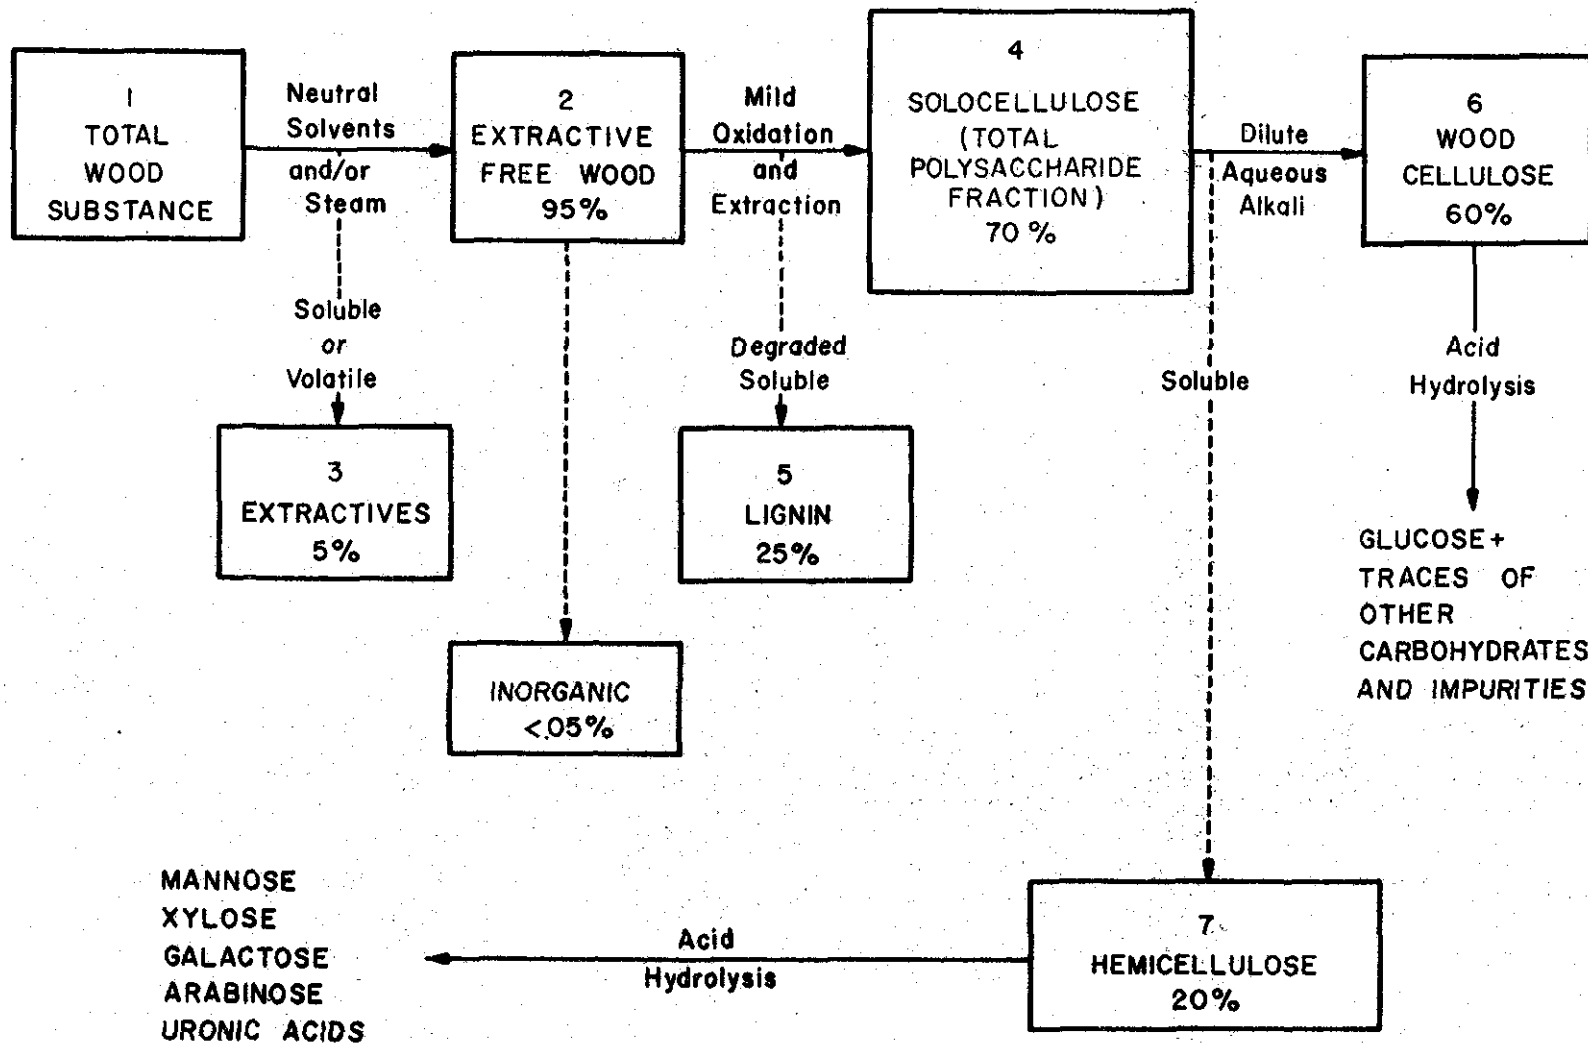 1
TOTAL
WOOD
SUBSTANCE
Neutral
Solvents
and/or
Steam
2
EXTRACTIVE
FREE WOOD
95%
Mild
Oxidation
and
Extraction
4
SOLOCELLULOSE
(TOTAL
POLYSACCHARIDE
FRACTION)
70%
Dilute
Aqueous
Alkali
6
WOOD
CELLULOSE
60%
Soluble
or
Volatile
Degraded
Soluble
Soluble
Acid
Hydrolysis
3
EXTRACTIVES
5%
5
LIGNIN
25%
GLUCOSE+
TRACES OF
OTHER
CARBOHYDRATES
AND IMPURITIES
INORGANIC
<.05%
MANNOSE
XYLOSE
GALACTOSE
ARABINOSE
URONIC ACIDS
Acid
Hydrolysis
7
HEMICELLULOSE
20%